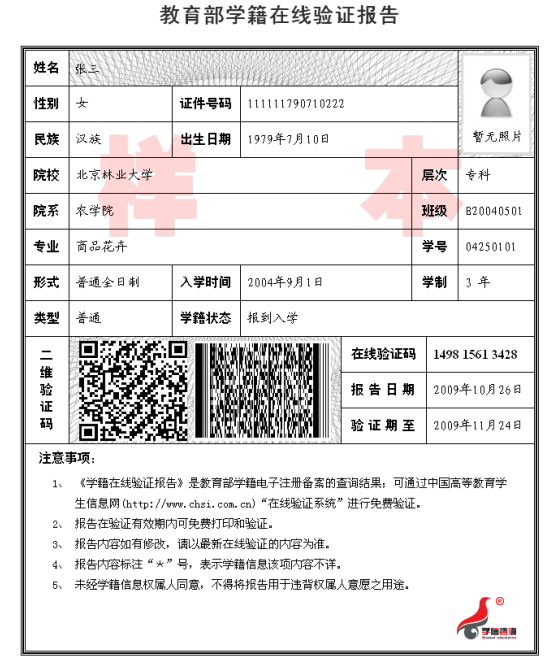 教育部学籍在线验证报告
姓名 张三
性别 女 证件号码 111111790710222
民族 汉族 出生日期 1979年7月10日
暂无照片
样本
院校 北京林业大学 层次 专科
院系 农学院 班级 B20040501
专业 商品花卉 学号 04250101
形式 普通全日制 入学时间 2004年9月1日 学制 3 年
类型 普通 学籍状态 报到入学
二维验证码
在线验证码 1498 1561 3428
报告日期 2009年10月26日
验证期至 2009年11月24日
注意事项：
1、 《学籍在线验证报告》是教育部学籍电子注册备案的查询结果；可通过中国高等教育学
生信息网(http://www.chsi.com.cn)“在线验证系统”进行免费验证。
2、 报告在验证有效期内可免费打印和验证。
3、 报告内容如有修改，请以最新在线验证的内容为准。
4、 报告内容标注“*”号，表示学籍信息该项内容不详。
5、 未经学籍信息权属人同意，不得将报告用于违背权属人意愿之用途。
®
学信咨询